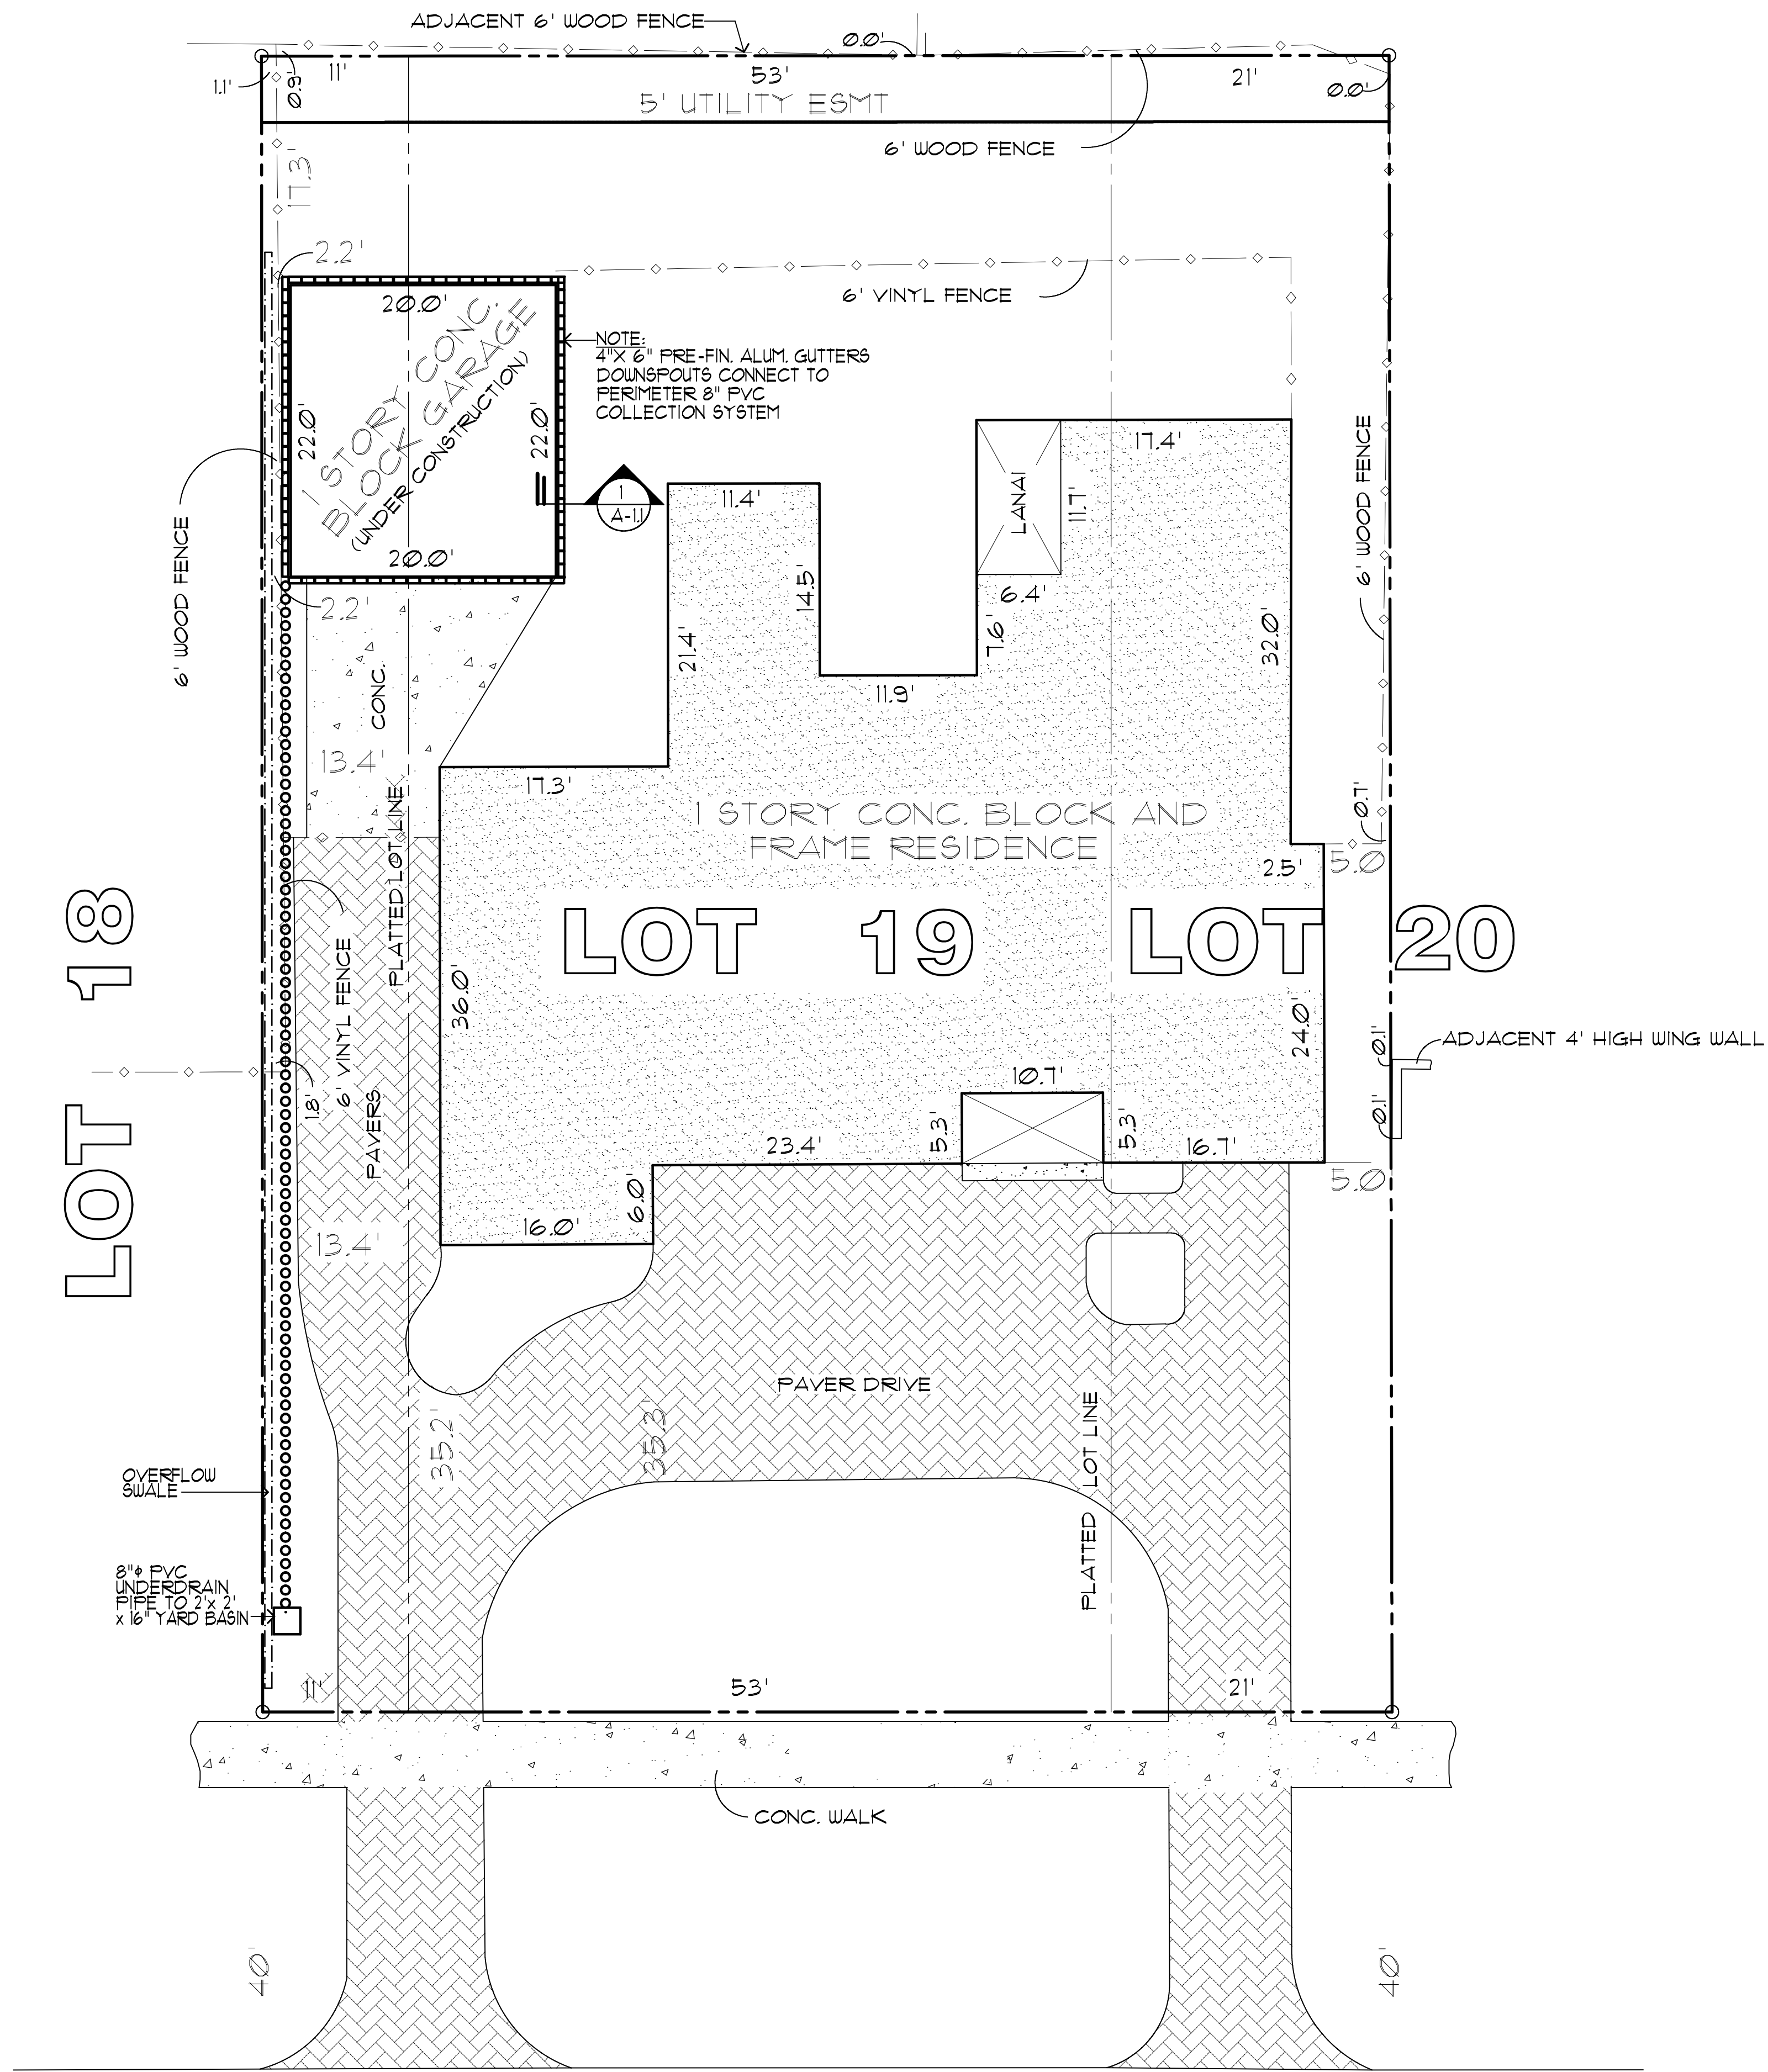 ADJACENT 6' WOOD FENCE
0.0'
1.1'
0.9'
11'
53'
21'
0.0'
5' UTILITY ESMT
6' WOOD FENCE
17.3'
2.2'
6' VINYL FENCE
20.0'
1 STORY CONC.
BLOCK GARAGE
(UNDER CONSTRUCTION)
22.0'
22.0'
20.0'
NOTE:
4"X 6" PRE-FIN. ALUM. GUTTERS
DOWNSPOUTS CONNECT TO
PERIMETER 8" PVC
COLLECTION SYSTEM
1
A-1.1
11.4'
LANAI
11.7'
17.4'
6' WOOD FENCE
6' WOOD FENCE
2.2'
14.5'
6.4'
7.6'
21.4'
32.0'
CONC.
11.9'
13.4'
17.3'
PLATTED LOT LINE
1 STORY CONC. BLOCK AND
FRAME RESIDENCE
0.7'
5.0
2.5'
LOT 18
LOT 19
LOT 20
6' VINYL FENCE
36.0'
24.0'
0.1'
ADJACENT 4' HIGH WING WALL
0.1'
1.8'
PAVERS
10.7'
5.3'
5.3'
23.4'
16.7'
5.0
6.0'
16.0'
13.4'
PAVER DRIVE
35.2'
35.3'
PLATTED LOT LINE
OVERFLOW
SWALE
8"ϕ PVC
UNDERDRAIN
PIPE TO 2'x 2'
x 16" YARD BASIN
11'
53'
21'
CONC. WALK
40'
40'